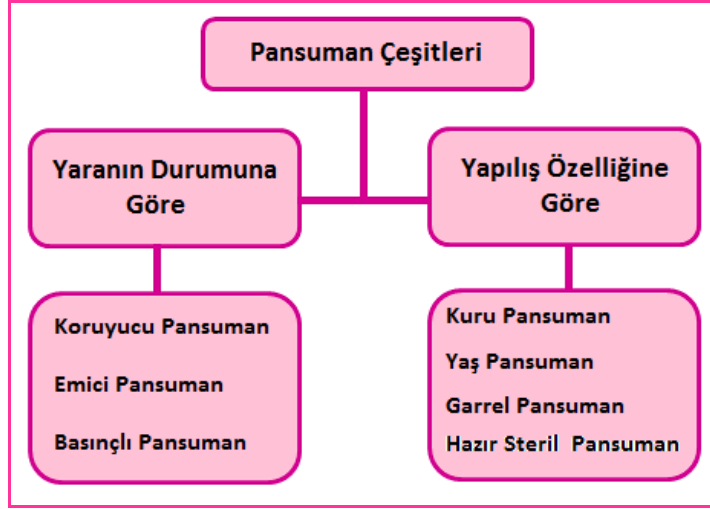 Pansuman Çeşitleri
Yaranın Durumuna
Göre
Yapılış Özelliğine
Göre
Koruyucu Pansuman
Emici Pansuman
Basınçlı Pansuman
Kuru Pansuman
Yaş Pansuman
Garrel Pansuman
Hazır Steril Pansuman